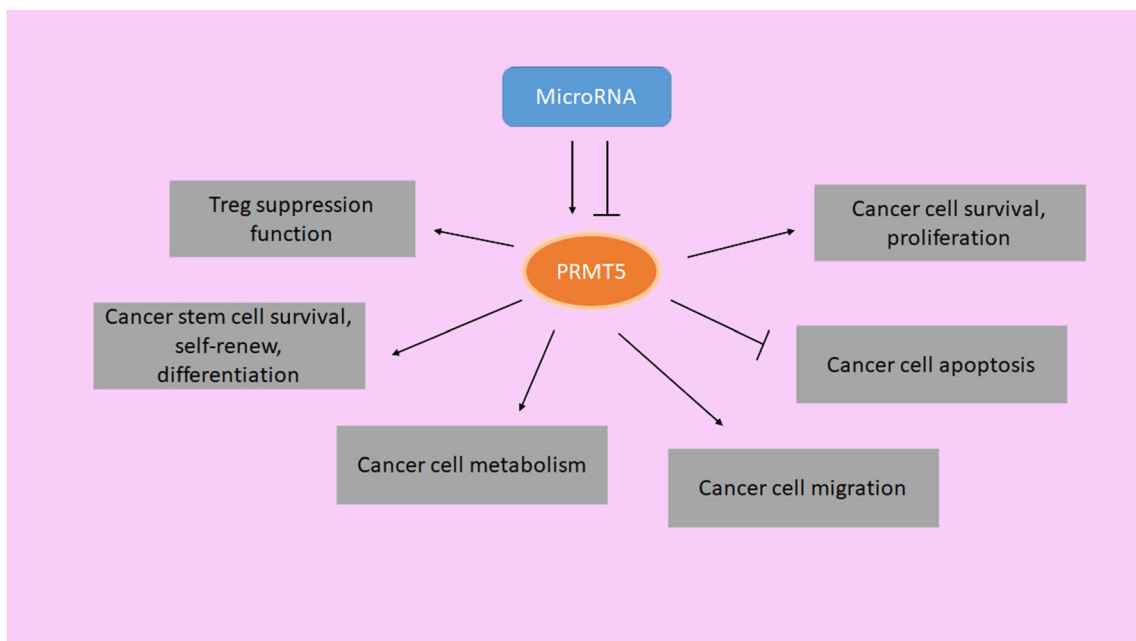 MicroRNA
Treg suppression
function
Cancer cell survival,
proliferation
PRMT5
Cancer stem cell survival,
self-renew,
differentiation
Cancer cell apoptosis
Cancer cell metabolism
Cancer cell migration